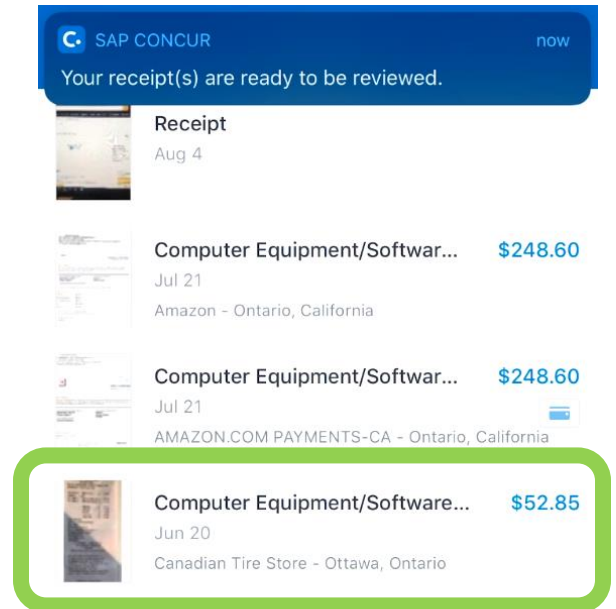 SAP CONCUR now
Your receipt(s) are ready to be reviewed.
Receipt
Aug 4
Computer Equipment/Softwar... $248.60
Jul 21
Amazon - Ontario, California
Computer Equipment/Softwar... $248.60
Jul 21
AMAZON.COM PAYMENTS-CA - Ontario, California
Computer Equipment/Software... $52.85
Jun 20
Canadian Tire Store - Ottawa, Ontario